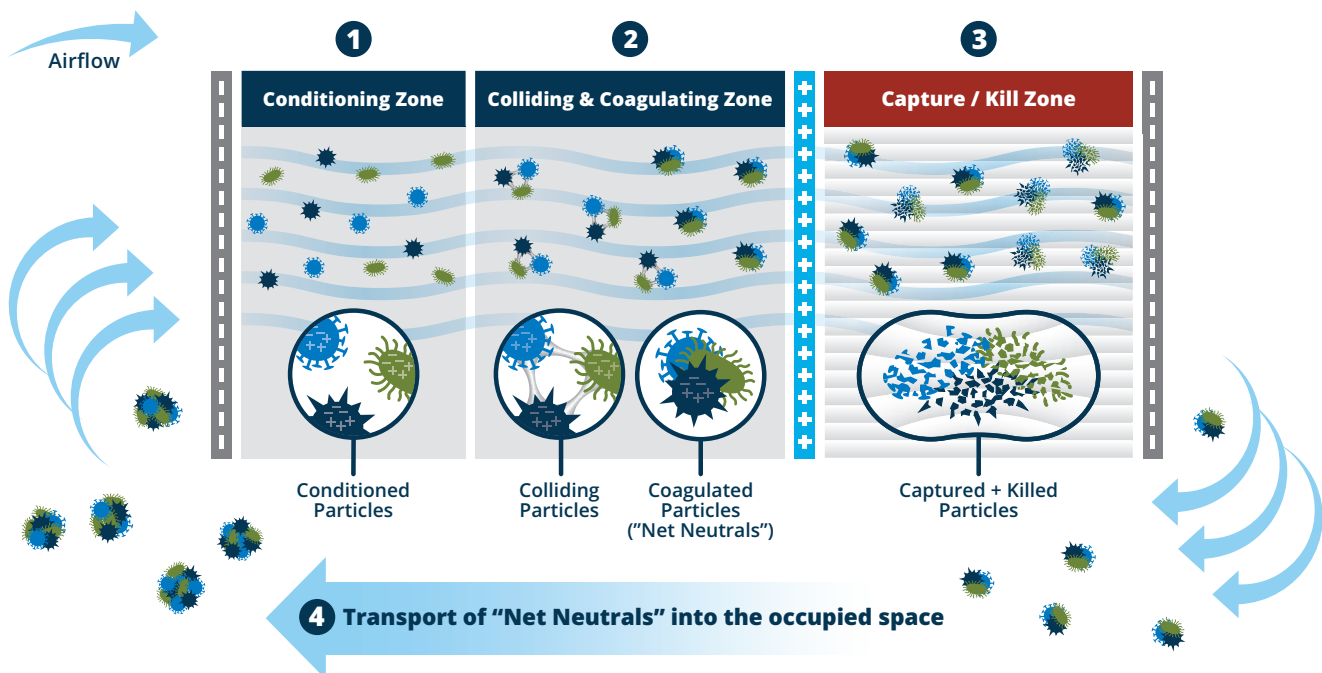 Airflow
1
2
3
Conditioning Zone
Colliding & Coagulating Zone
Capture / Kill Zone
Conditioned
Particles
Colliding
Particles
Coagulated
Particles
(”Net Neutrals”)
Captured + Killed
Particles
4 Transport of “Net Neutrals” into the occupied space